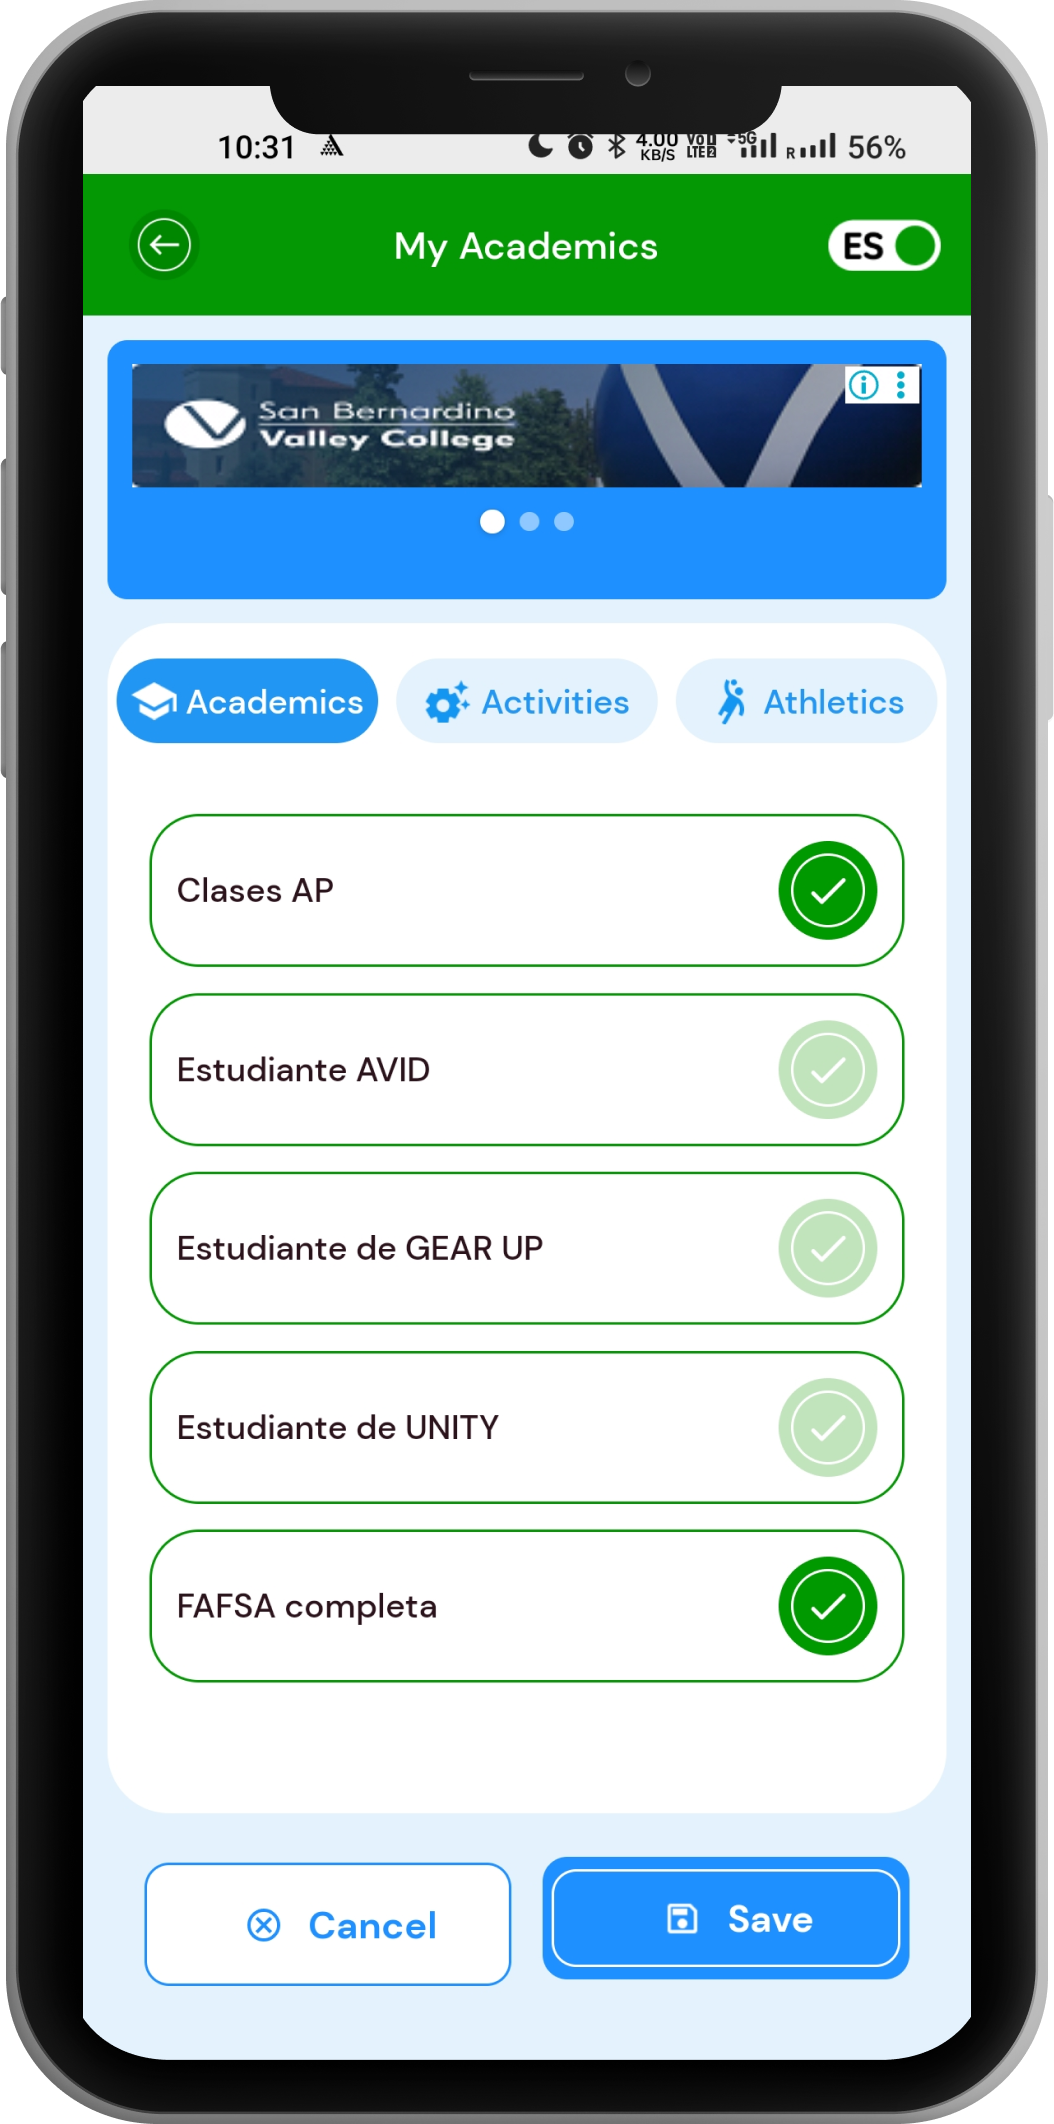 10:31
4.00 KB/S
Vo LTE2
5G
R
56%
My Academics
ES
San Bernardino
Valley College
Academics
Activities
Athletics
Clases AP
Estudiante AVID
Estudiante de GEAR UP
Estudiante de UNITY
FAFSA completa
Cancel
Save